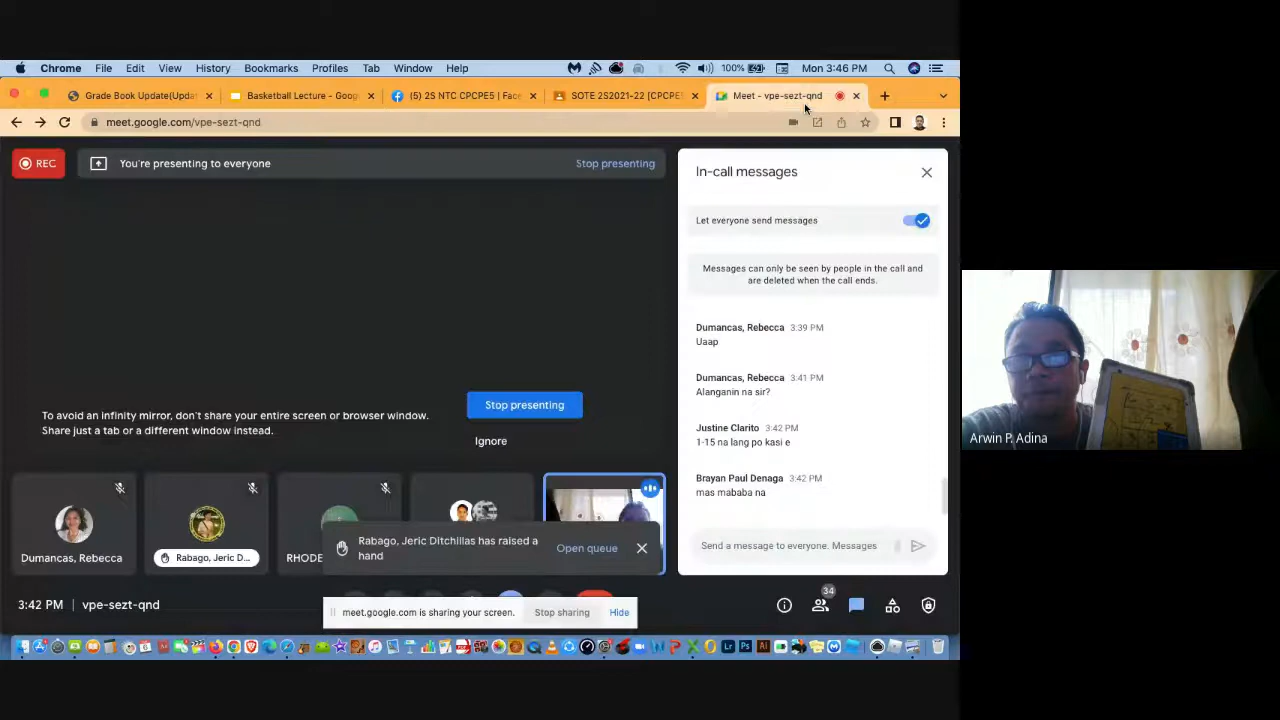 Chrome File Edit View History Bookmarks Profiles Tab Window Help 100% Mon 3:46 PM
Grade Book Update(Updat Basketball Lecture - Goog (5) 2S NTC CPCPE5 | Face SOTE 2S2021-22 [CPCPE Meet - vpe-sezt-qnd
meet.google.com/vpe-sezt-qnd
REC You're presenting to everyone Stop presenting
In-call messages
Let everyone send messages
Messages can only be seen by people in the call and
are deleted when the call ends.
Dumancas, Rebecca 3:39 PM
Uaap
Dumancas, Rebecca 3:41 PM
Alanganin na sir?
Justine Clarito 3:42 PM
1-15 na lang po kasi e
Brayan Paul Denaga 3:42 PM
mas mababa na
Send a message to everyone. Messages
To avoid an infinity mirror, don't share your entire screen or browser window.
Share just a tab or a different window instead.
Stop presenting
Ignore
Dumancas, Rebecca
Rabago, Jeric D...
RHODE
Rabago, Jeric Ditchillas has raised a
hand
Open queue
3:42 PM | vpe-sezt-qnd
meet.google.com is sharing your screen. Stop sharing Hide
34
Arwin P. Adina